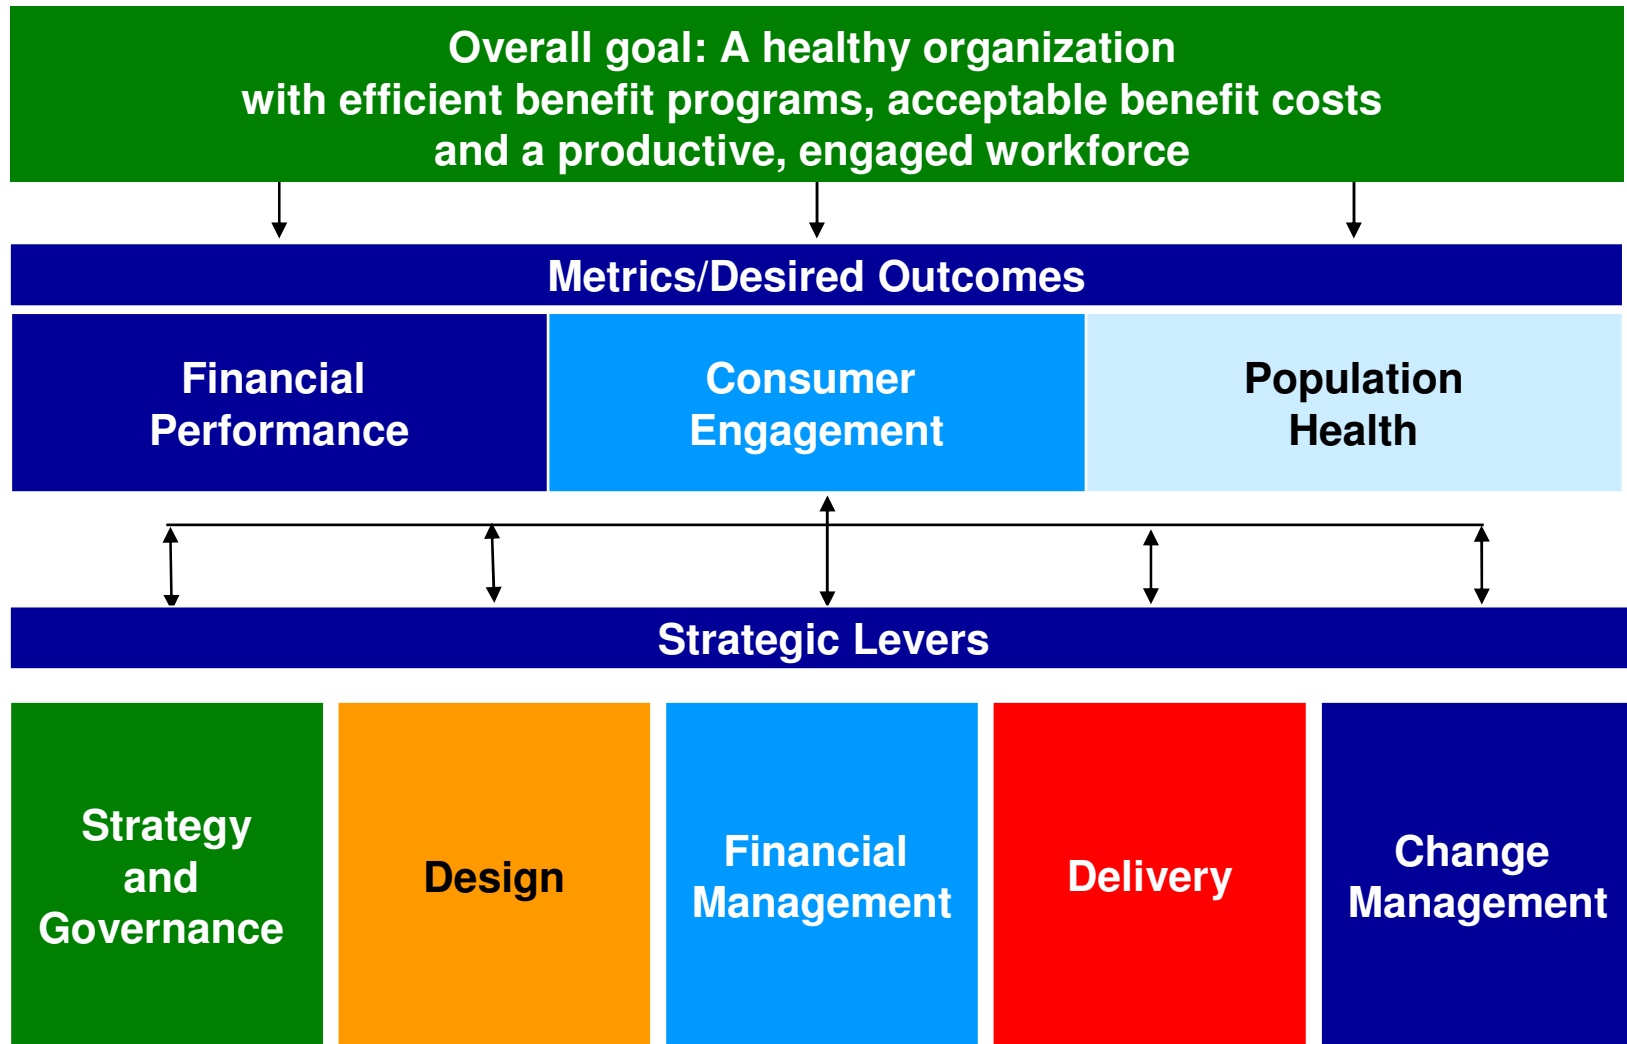 Overall goal: A healthy organization
with efficient benefit programs, acceptable benefit costs
and a productive, engaged workforce
Metrics/Desired Outcomes
Financial
Performance
Consumer
Engagement
Population
Health
Strategic Levers
Strategy
and
Governance
Design
Financial
Management
Delivery
Change
Management